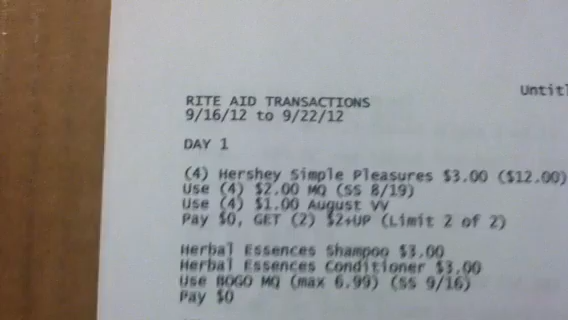 Untitl
RITE AID TRANSACTIONS
9/16/12 to 9/22/12
DAY 1
(4) Hershey Simple Pleasures $3.00 ($12.00)
Use (4) $2.00 MQ (SS 8/19)
Use (4) $1.00 August VV
Pay $0, GET (2) $2+UP (Limit 2 of 2)
Herbal Essences Shampoo $3.00
Herbal Essences Conditioner $3.00
Use BOGO MQ (max 6.99) (SS 9/16)
Pay $0